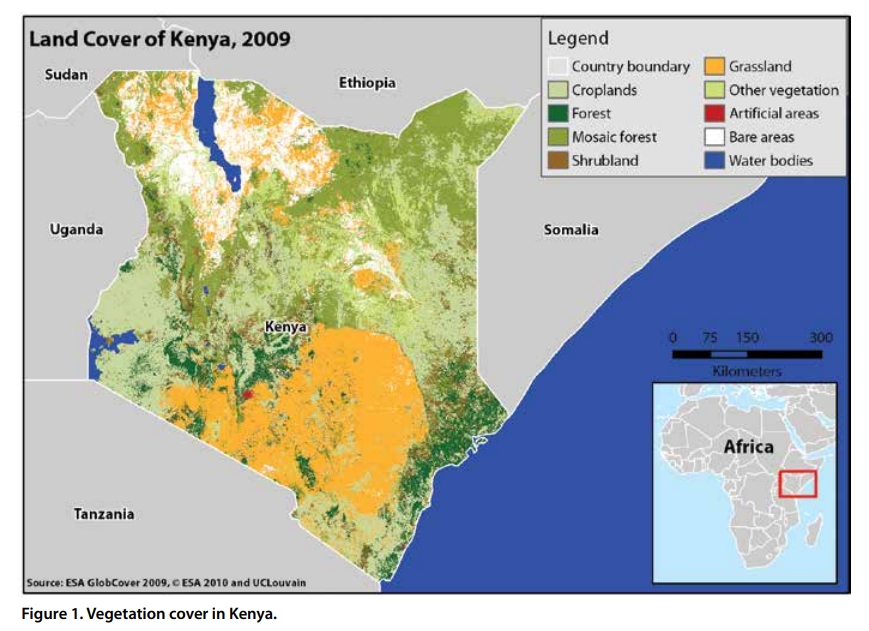 Land Cover of Kenya, 2009
Sudan
Ethiopia
Legend
Country boundary
Croplands
Forest
Mosaic forest
Shrubland
Grassland
Other vegetation
Artificial areas
Bare areas
Water bodies
Uganda
Somalia
Kenya
0 75 150 300
Kilometers
Africa
Tanzania
Source: ESA GlobCover 2009, © ESA 2010 and UCLouvain
Figure 1. Vegetation cover in Kenya.